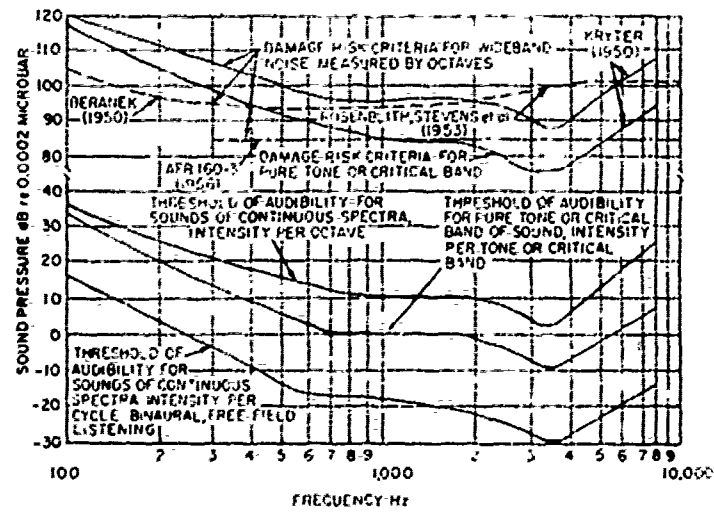 120
110
100
90
80
40
30
20
10
0
-10
-20
-30
SOUND PRESSURE dB re 0.0002 MICROBAR
DAMAGE RISK CRITERIA FOR WIDEBAND
NOISE MEASURED BY OCTAVES
KRYTER
(1950)
BERANEK
(1950)
ROSENBLITH, STEVENS et al
(1953)
AFR 160-3
(1956)
DAMAGE-RISK CRITERIA-FOR
PURE TONE OR CRITICAL BAND
THRESHOLD OF AUDIBILITY-FOR
SOUNDS OF CONTINUOUS-SPECTRA,
INTENSITY PER OCTAVE
THRESHOLD OF AUDIBILITY
FOR PURE TONE OR CRITICAL
BAND OF SOUND, INTENSITY
PER TONE OR CRITICAL
BAND
THRESHOLD OF
AUDIBILITY FOR
SOUNDS OF CONTINUOUS
SPECTRA INTENSITY PER
CYCLE, BINAURAL, FREE-FIELD
LISTENING
100 2 3 4 5 6 7 8 9 1,000 2 3 4 5 6 7 8 9 10,000
FREQUENCY-Hz